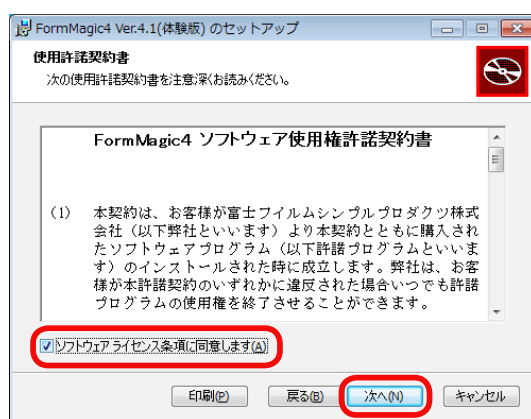 FormMagic4 Ver.4.1(体験版) のセットアップ
使用許諾契約書
次の使用許諾契約書を注意深くお読みください。
FormMagic4 ソフトウェア使用権許諾契約書
(1) 本契約は、お客様が富士フイルムシンプルプロダクツ株式
会社（以下弊社といいます）より本契約とともに購入され
たソフトウェアプログラム（以下許諾プログラムといいま
す）のインストールされた時に成立します。弊社は、お客
様が本許諾契約のいずれかに違反された場合いつでも許諾
プログラムの使用権を終了させることができます。
ソフトウェア ライセンス条項に同意します(A)
印刷(P) 戻る(B) 次へ(N) キャンセル